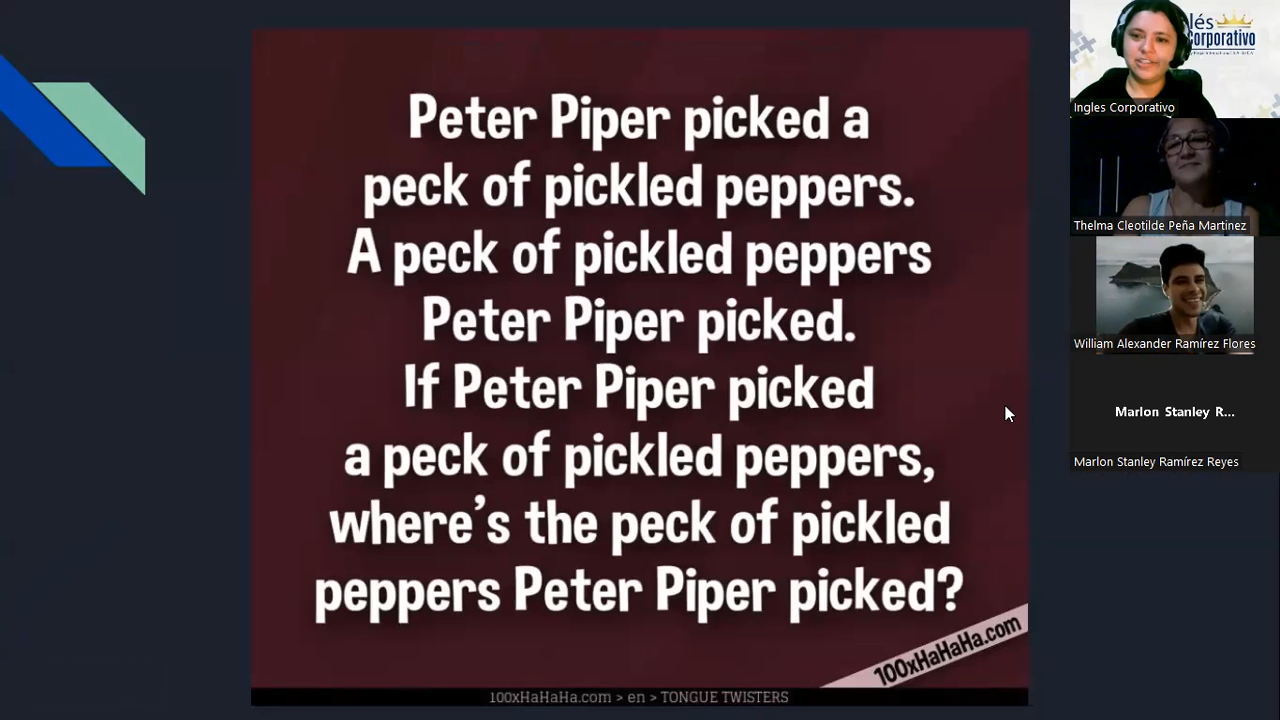 Peter Piper picked a
peck of pickled peppers.
A peck of pickled peppers
Peter Piper picked.
If Peter Piper picked
a peck of pickled peppers,
where's the peck of pickled
peppers Peter Piper picked?
100xHaHaHa.com
100xHaHaHa.com > en > TONGUE TWISTERS
lés
Corporativo
Ingles Corporativo
Thelma Cleotilde Peña Martinez
William Alexander Ramírez Flores
Marlon Stanley R...
Marlon Stanley Ramírez Reyes